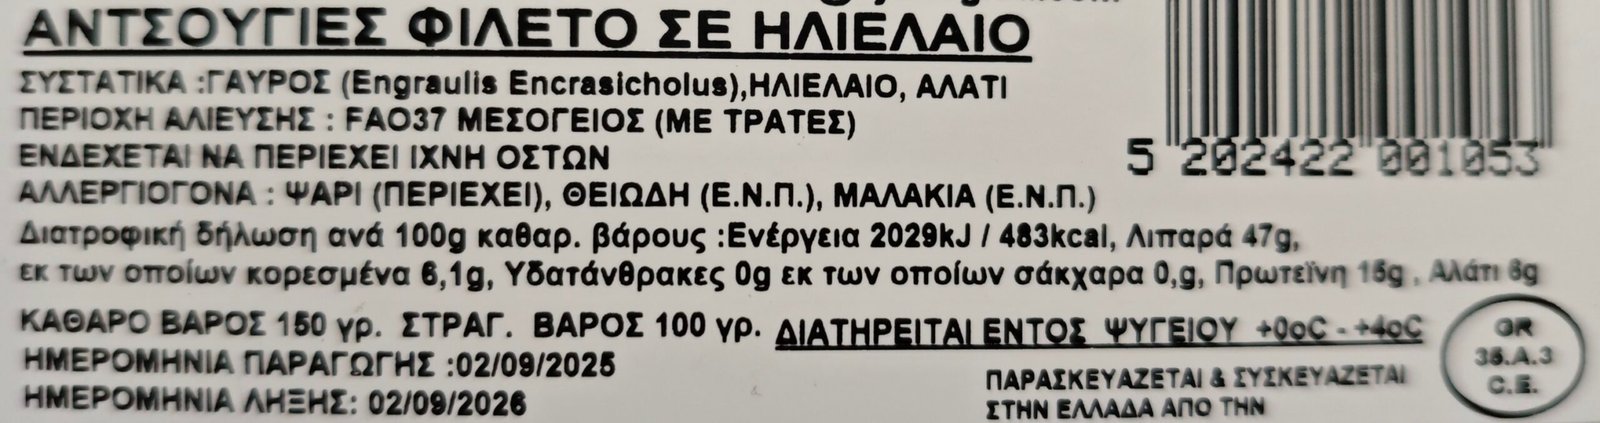 ΑΝΤΣΟΥΓΙΕΣ ΦΙΛΕΤΟ ΣΕ ΗΛΙΕΛΑΙΟ
ΣΥΣΤΑΤΙΚΑ :ΓΑΥΡΟΣ (Engraulis Encrasicholus),ΗΛΙΕΛΑΙΟ, ΑΛΑΤΙ
ΠΕΡΙΟΧΗ ΑΛΙΕΥΣΗΣ : FAO37 ΜΕΣΟΓΕΙΟΣ (ΜΕ ΤΡΑΤΕΣ)
ΕΝΔΕΧΕΤΑΙ ΝΑ ΠΕΡΙΕΧΕΙ ΙΧΝΗ ΟΣΤΩΝ
5 202422 001053
ΑΛΛΕΡΓΙΟΓΟΝΑ : ΨΑΡΙ (ΠΕΡΙΕΧΕΙ), ΘΕΙΩΔΗ (Ε.Ν.Π.), ΜΑΛΑΚΙΑ (Ε.Ν.Π.)
Διατροφική δήλωση ανά 100g καθαρ. βάρους :Ενέργεια 2029kJ / 483kcal, Λιπαρά 47g,
εκ των οποίων κορεσμένα 6,1g, Υδατάνθρακες 0g εκ των οποίων σάκχαρα 0,g, Πρωτεϊνη 15g , Αλάτι 6g
ΚΑΘΑΡΟ ΒΑΡΟΣ 150 γρ. ΣΤΡΑΓ. ΒΑΡΟΣ 100 γρ. ΔΙΑΤΗΡΕΙΤΑΙ ΕΝΤΟΣ ΨΥΓΕΙΟΥ +0oC - +4oC
ΗΜΕΡΟΜΗΝΙΑ ΠΑΡΑΓΩΓΗΣ :02/09/2025
ΗΜΕΡΟΜΗΝΙΑ ΛΗΞΗΣ: 02/09/2026
ΠΑΡΑΣΚΕΥΑΖΕΤΑΙ & ΣΥΣΚΕΥΑΖΕΤΑΙ
ΣΤΗΝ ΕΛΛΑΔΑ ΑΠΟ ΤΗΝ
GR
C.E.